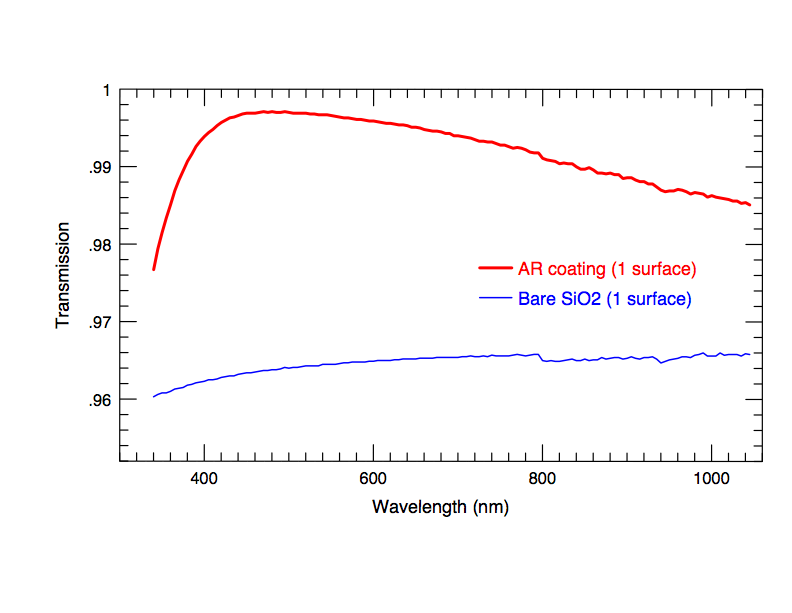 1
.99
.98
.97
.96
Transmission
AR coating (1 surface)
Bare SiO2 (1 surface)
400 600 800 1000
Wavelength (nm)